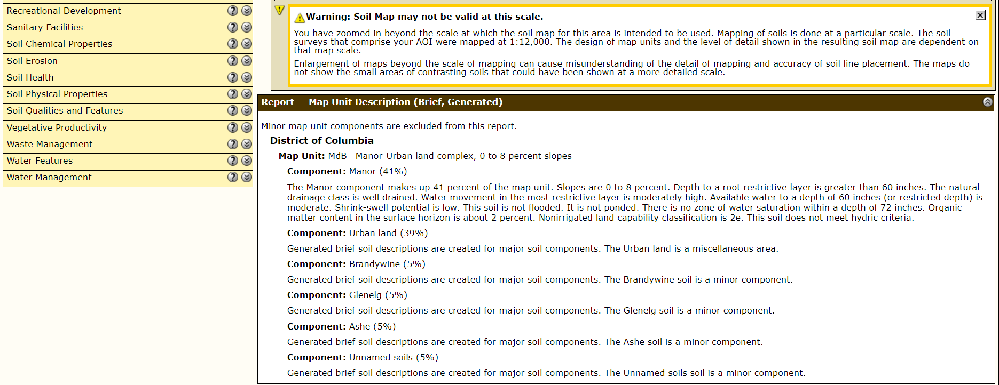 Recreational Development
Sanitary Facilities
Soil Chemical Properties
Soil Erosion
Soil Health
Soil Physical Properties
Soil Qualities and Features
Vegetative Productivity
Waste Management
Water Features
Water Management
Warning: Soil Map may not be valid at this scale.
You have zoomed in beyond the scale at which the soil map for this area is intended to be used. Mapping of soils is done at a particular scale. The soil
surveys that comprise your AOI were mapped at 1:12,000. The design of map units and the level of detail shown in the resulting soil map are dependent on
that map scale.
Enlargement of maps beyond the scale of mapping can cause misunderstanding of the detail of mapping and accuracy of soil line placement. The maps do
not show the small areas of contrasting soils that could have been shown at a more detailed scale.
Report — Map Unit Description (Brief, Generated)
Minor map unit components are excluded from this report.
District of Columbia
Map Unit: MdB—Manor-Urban land complex, 0 to 8 percent slopes
Component: Manor (41%)
The Manor component makes up 41 percent of the map unit. Slopes are 0 to 8 percent. Depth to a root restrictive layer is greater than 60 inches. The natural
drainage class is well drained. Water movement in the most restrictive layer is moderately high. Available water to a depth of 60 inches (or restricted depth) is
moderate. Shrink-swell potential is low. This soil is not flooded. It is not ponded. There is no zone of water saturation within a depth of 72 inches. Organic
matter content in the surface horizon is about 2 percent. Nonirrigated land capability classification is 2e. This soil does not meet hydric criteria.
Component: Urban land (39%)
Generated brief soil descriptions are created for major soil components. The Urban land is a miscellaneous area.
Component: Brandywine (5%)
Generated brief soil descriptions are created for major soil components. The Brandywine soil is a minor component.
Component: Glenelg (5%)
Generated brief soil descriptions are created for major soil components. The Glenelg soil is a minor component.
Component: Ashe (5%)
Generated brief soil descriptions are created for major soil components. The Ashe soil is a minor component.
Component: Unnamed soils (5%)
Generated brief soil descriptions are created for major soil components. The Unnamed soils soil is a minor component.